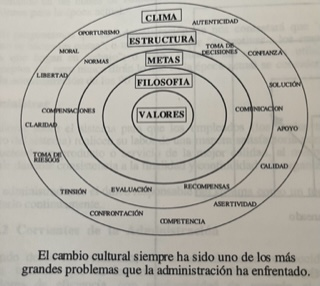 CLIMA
AUTENTICIDAD
OPORTUNISMO
ESTRUCTURA
MORAL
TOMA DE
DECISIONES
CONFIANZA
NORMAS
METAS
LIBERTAD
FILOSOFIA
SOLUCIÓN
COMPENSACIONES
VALORES
COMUNICACION
CLARIDAD
APOYO
TOMA DE
RIESGOS
CALIDAD
TENSIÓN
EVALUACIÓN
RECOMPENSAS
ASERTIVIDAD
CONFRONTACIÓN
COMPETENCIA
El cambio cultural siempre ha sido uno de los más
grandes problemas que la administración ha enfrentado.